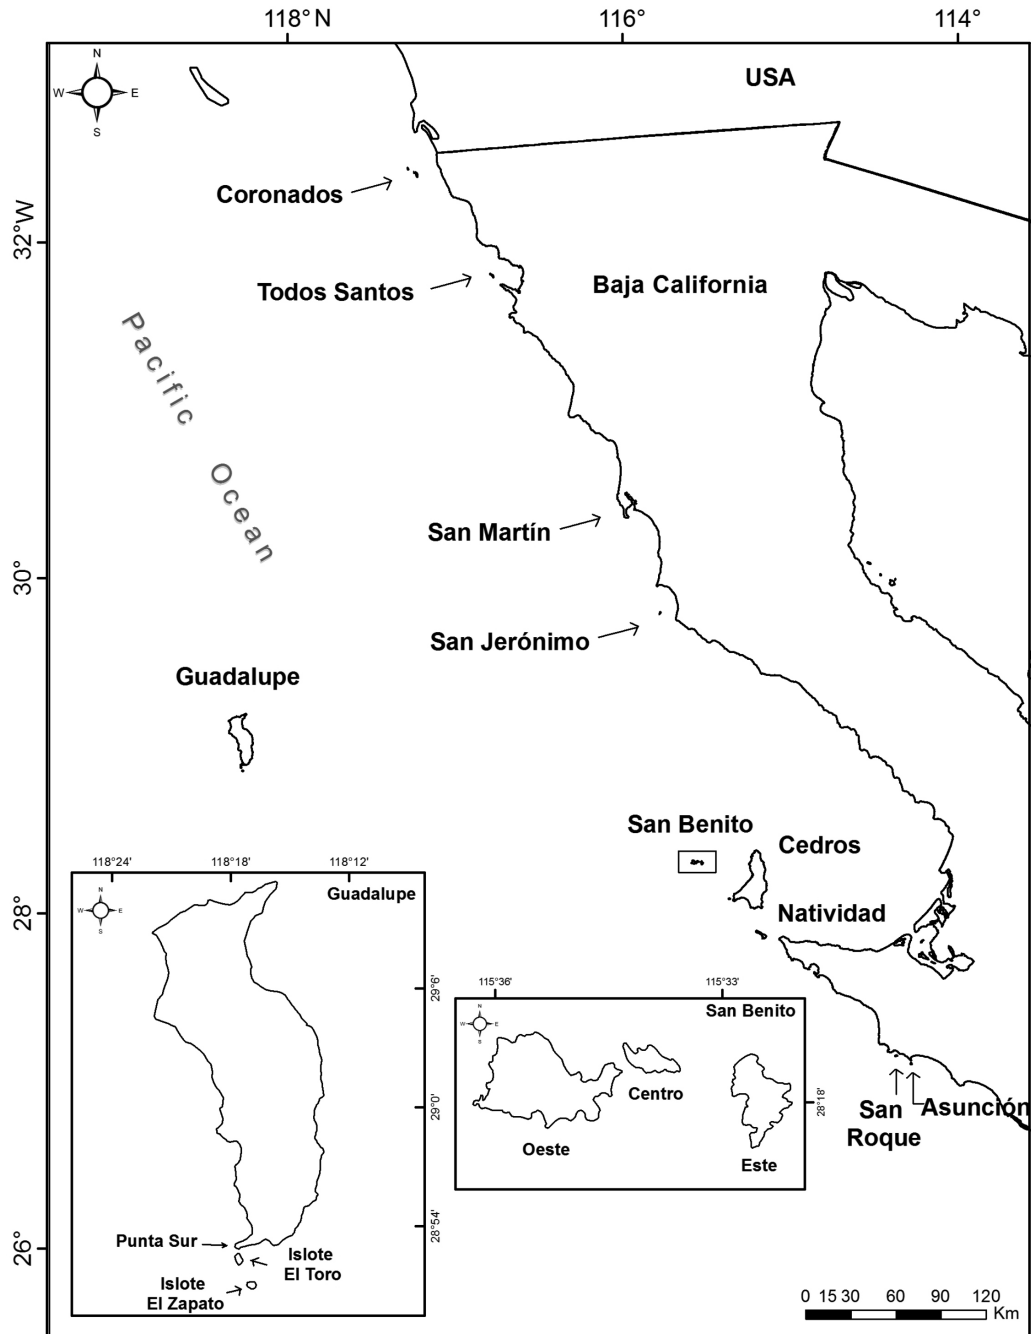 118° N 116° 114°
N
W E
S
USA
Coronados
32°W
Todos Santos
Baja California
Pacific Ocean
San Martín
30°
San Jerónimo
Guadalupe
San Benito
Cedros
Natividad
28°
118°24' 118°18' 118°12'
Guadalupe
N
W E
S
29°6'
29°0'
28°54'
Punta Sur
Islote
El Toro
Islote
El Zapato
115°36' 115°33'
San Benito
N
W E
S
Centro
Oeste
Este
28°18'
San
Roque
Asunción
26°
0 15 30 60 90 120
Km